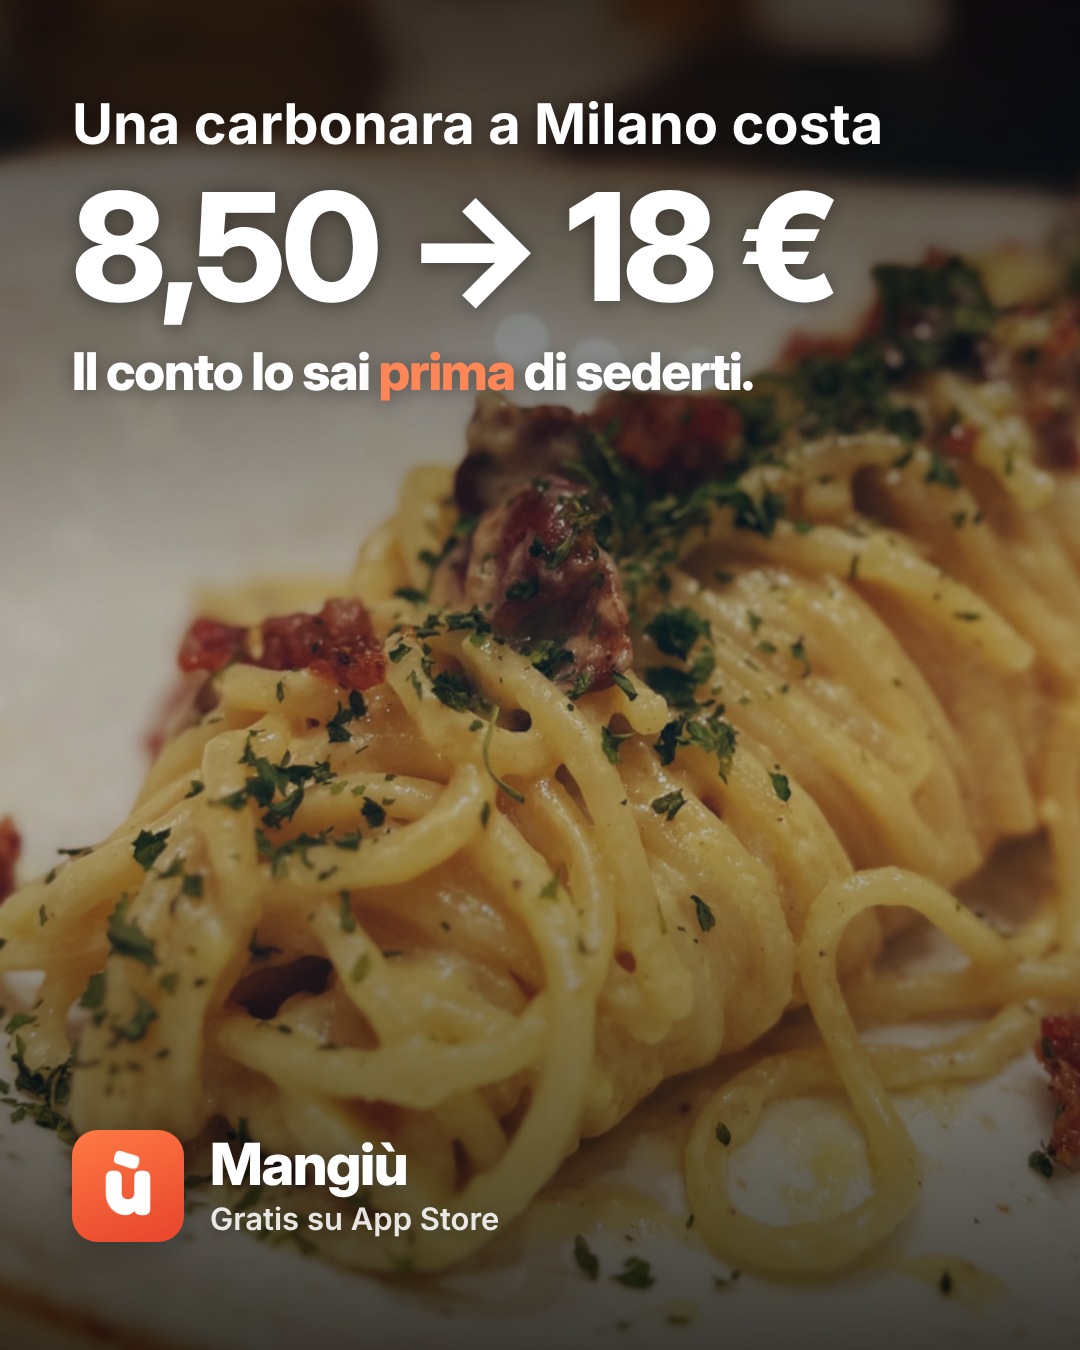 Una carbonara a Milano costa
8,50 → 18 €
Il conto lo sai prima di sederti.
ù
Mangiù
Gratis su App Store